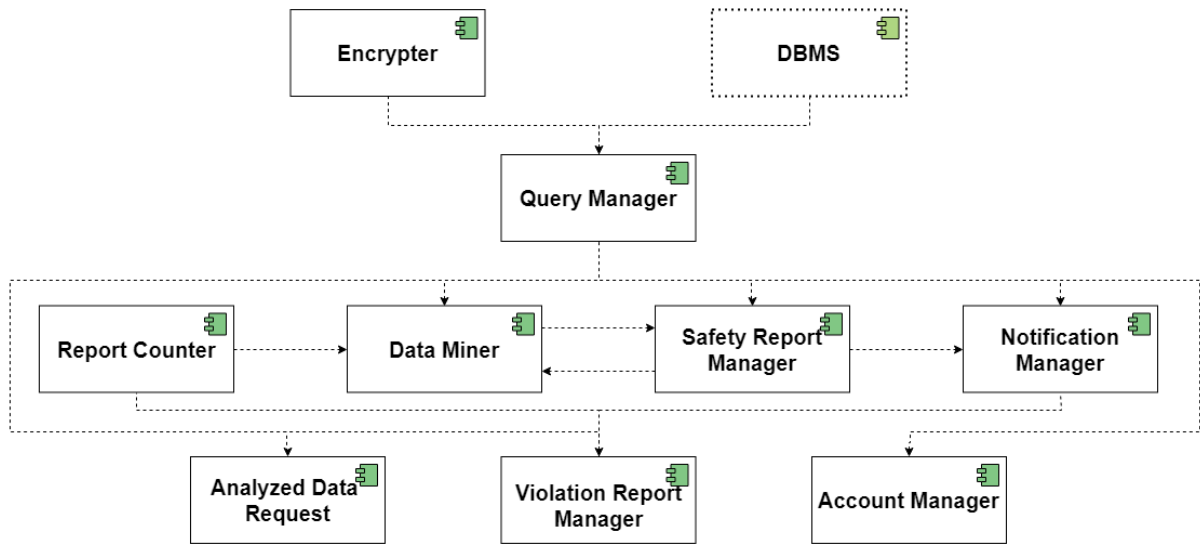 Encrypter
DBMS
Query Manager
Report Counter
Data Miner
Safety Report
Manager
Notification
Manager
Analyzed Data
Request
Violation Report
Manager
Account Manager